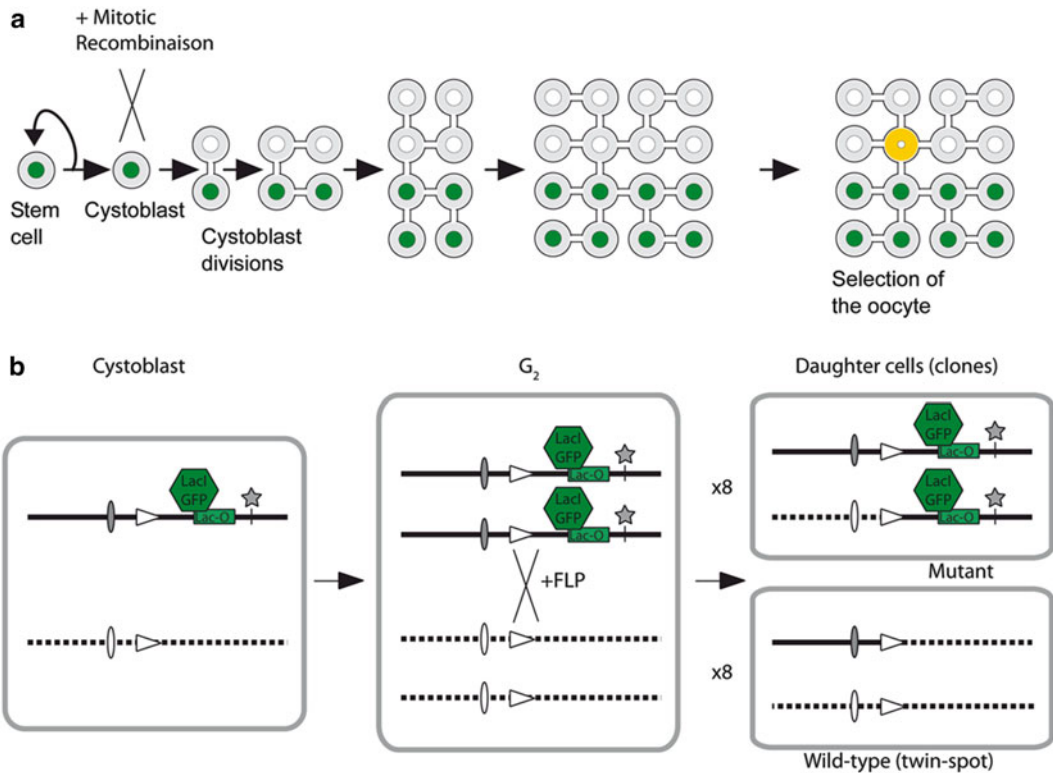 a
+ Mitotic
Recombinaison
Stem
cell
Cystoblast
Cystoblast
divisions
Selection of
the oocyte
b
Cystoblast
G2
Daughter cells (clones)
LacI
GFP
Lac-O
LacI
GFP
Lac-O
LacI
GFP
Lac-O
+FLP
x8
LacI
GFP
Lac-O
LacI
GFP
Lac-O
Mutant
x8
Wild-type (twin-spot)